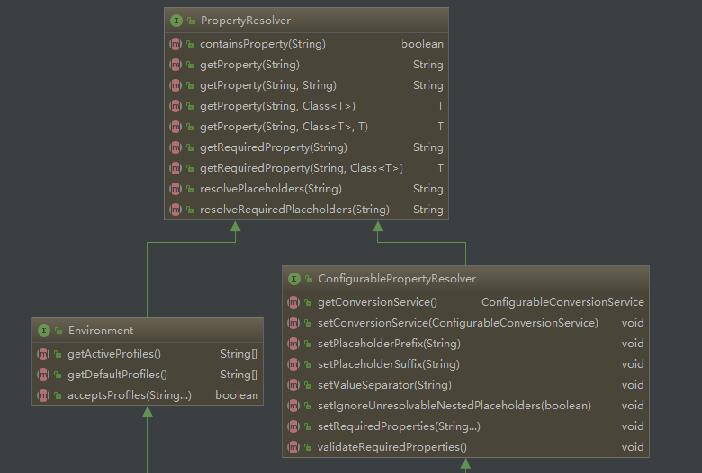 PropertyResolver
containsProperty(String) boolean
getProperty(String) String
getProperty(String, String) String
getProperty(String, Class<T>) T
getProperty(String, Class<T>, T) T
getRequiredProperty(String) String
getRequiredProperty(String, Class<T>) T
resolvePlaceholders(String) String
resolveRequiredPlaceholders(String) String
ConfigurablePropertyResolver
getConversionService() ConfigurableConversionService
setConversionService(ConfigurableConversionService) void
setPlaceholderPrefix(String) void
setPlaceholderSuffix(String) void
setValueSeparator(String) void
setIgnoreUnresolvableNestedPlaceholders(boolean) void
setRequiredProperties(String...) void
validateRequiredProperties() void
Environment
getActiveProfiles() String[]
getDefaultProfiles() String[]
acceptsProfiles(String...) boolean